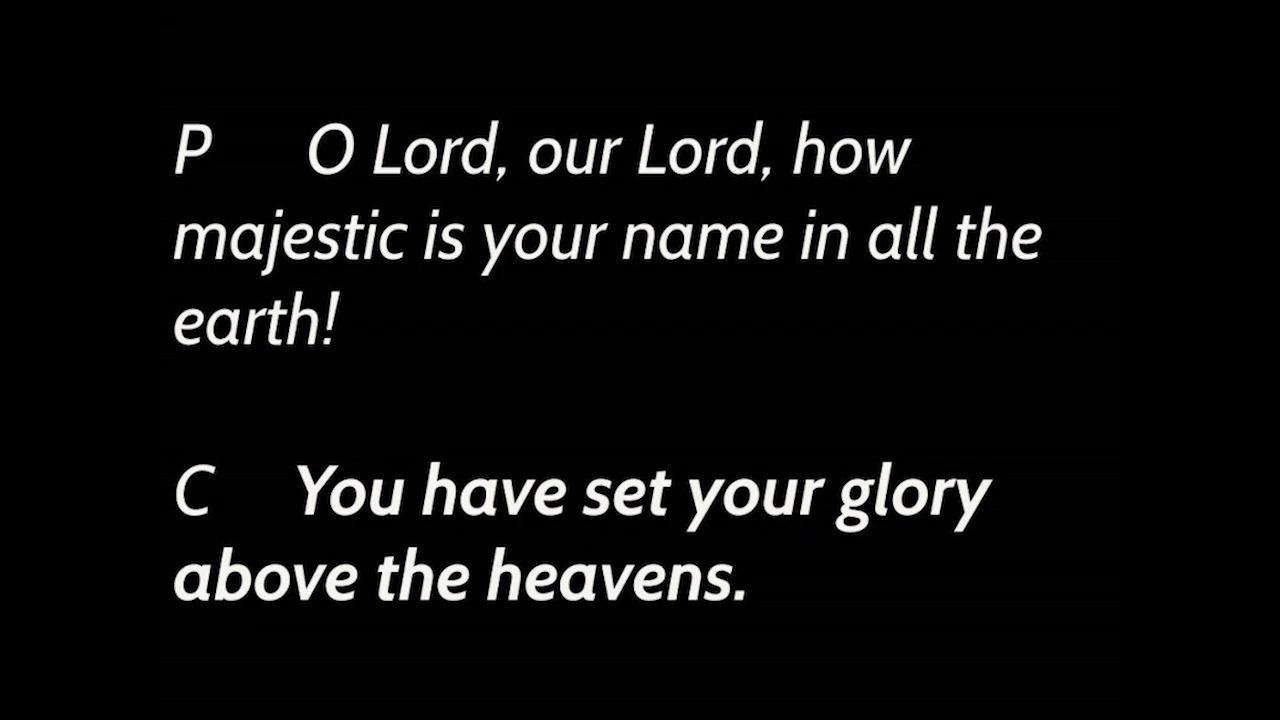 P O Lord, our Lord, how
majestic is your name in all the
earth!
C You have set your glory
above the heavens.